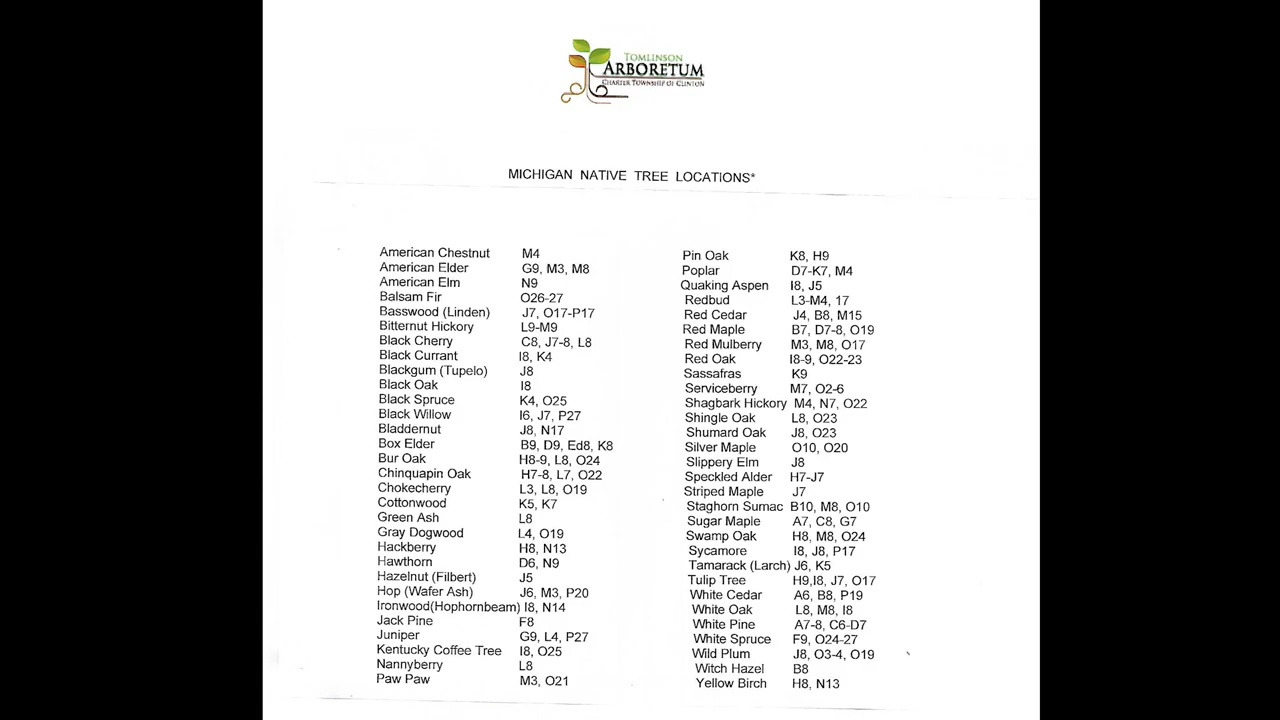 TOMLINSON
ARBORETUM
CHARTER TOWNSHIP OF CLINTON
MICHIGAN NATIVE TREE LOCATIONS*
American Chestnut M4
American Elder G9, M3, M8
American Elm N9
Balsam Fir O26-27
Basswood (Linden) J7, O17-P17
Bitternut Hickory L9-M9
Black Cherry C8, J7-8, L8
Black Currant I8, K4
Blackgum (Tupelo) J8
Black Oak I8
Black Spruce K4, O25
Black Willow I6, J7, P27
Bladdernut J8, N17
Box Elder B9, D9, Ed8, K8
Bur Oak H8-9, L8, O24
Chinquapin Oak H7-8, L7, O22
Chokecherry L3, L8, O19
Cottonwood K5, K7
Green Ash L8
Gray Dogwood L4, O19
Hackberry H8, N13
Hawthorn D6, N9
Hazelnut (Filbert) J5
Hop (Wafer Ash) J6, M3, P20
Ironwood(Hophornbeam) I8, N14
Jack Pine F8
Juniper G9, L4, P27
Kentucky Coffee Tree I8, O25
Nannyberry L8
Paw Paw M3, O21
Pin Oak K8, H9
Poplar D7-K7, M4
Quaking Aspen I8, J5
Redbud L3-M4, 17
Red Cedar J4, B8, M15
Red Maple B7, D7-8, O19
Red Mulberry M3, M8, O17
Red Oak I8-9, O22-23
Sassafras K9
Serviceberry M7, O2-6
Shagbark Hickory M4, N7, O22
Shingle Oak L8, O23
Shumard Oak J8, O23
Silver Maple O10, O20
Slippery Elm J8
Speckled Alder H7-J7
Striped Maple J7
Staghorn Sumac B10, M8, O10
Sugar Maple A7, C8, G7
Swamp Oak H8, M8, O24
Sycamore I8, J8, P17
Tamarack (Larch) J6, K5
Tulip Tree H9,I8, J7, O17
White Cedar A6, B8, P19
White Oak L8, M8, I8
White Pine A7-8, C6-D7
White Spruce F9, O24-27
Wild Plum J8, O3-4, O19
Witch Hazel B8
Yellow Birch H8, N13